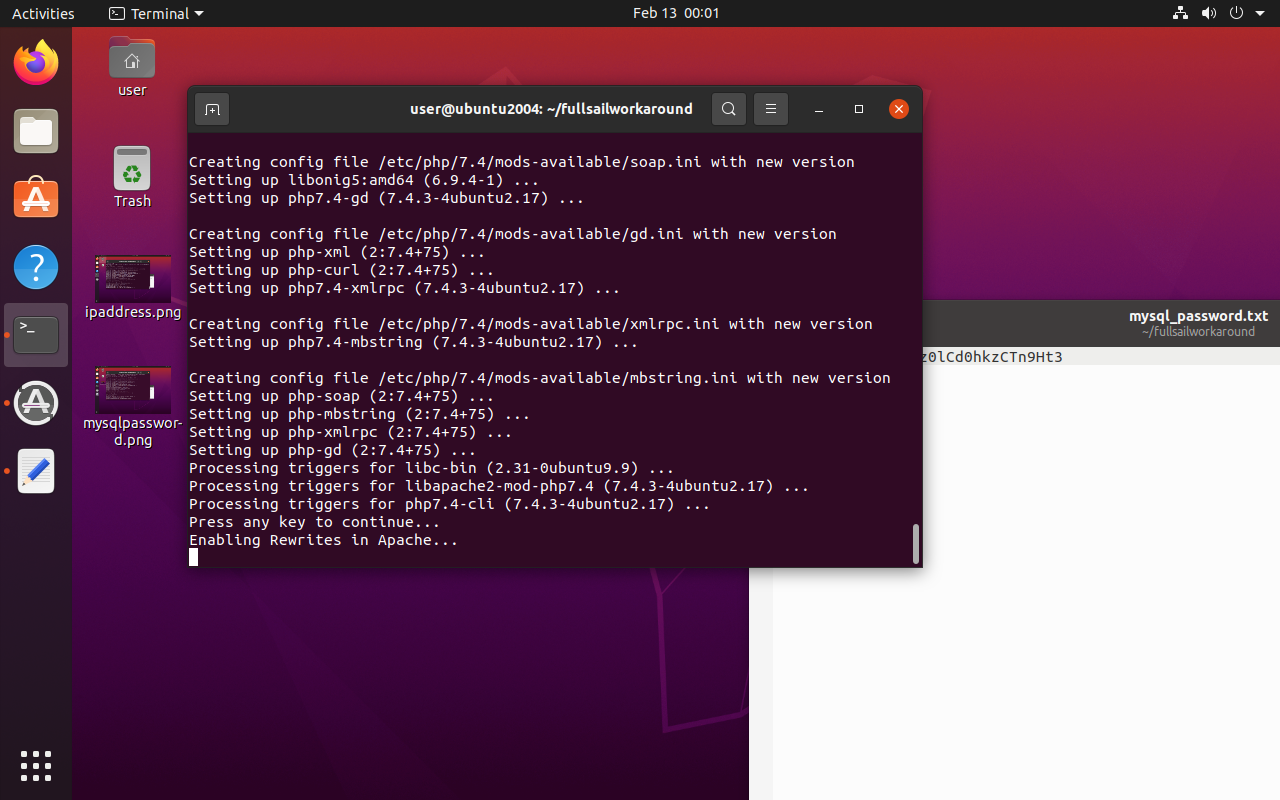 Activities
Terminal
Feb 13 00:01
user
Trash
ipaddress.png
mysqlpasswor-
d.png
user@ubuntu2004: ~/fullsailworkaround
Creating config file /etc/php/7.4/mods-available/soap.ini with new version
Setting up libonig5:amd64 (6.9.4-1) ...
Setting up php7.4-gd (7.4.3-4ubuntu2.17) ...
Creating config file /etc/php/7.4/mods-available/gd.ini with new version
Setting up php-xml (2:7.4+75) ...
Setting up php-curl (2:7.4+75) ...
Setting up php7.4-xmlrpc (7.4.3-4ubuntu2.17) ...
Creating config file /etc/php/7.4/mods-available/xmlrpc.ini with new version
Setting up php7.4-mbstring (7.4.3-4ubuntu2.17) ...
Creating config file /etc/php/7.4/mods-available/mbstring.ini with new version
Setting up php-soap (2:7.4+75) ...
Setting up php-mbstring (2:7.4+75) ...
Setting up php-xmlrpc (2:7.4+75) ...
Setting up php-gd (2:7.4+75) ...
Processing triggers for libc-bin (2.31-0ubuntu9.9) ...
Processing triggers for libapache2-mod-php7.4 (7.4.3-4ubuntu2.17) ...
Processing triggers for php7.4-cli (7.4.3-4ubuntu2.17) ...
Press any key to continue...
Enabling Rewrites in Apache...
mysql_password.txt
~/fullsailworkaround
z0lCd0hkzCTn9Ht3